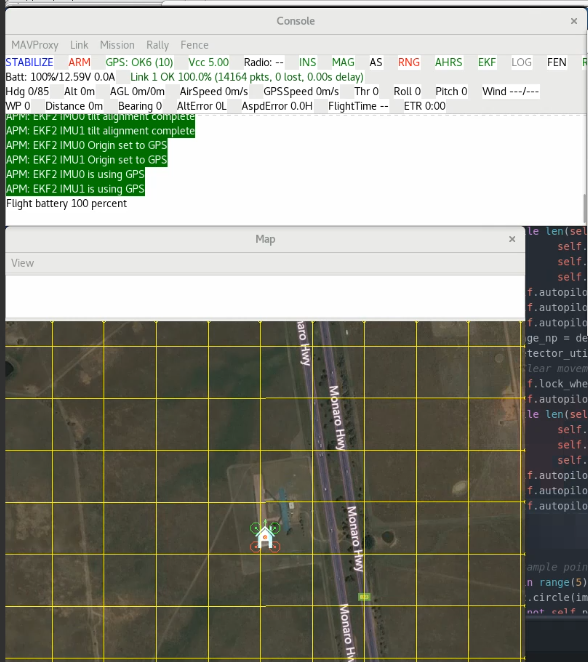 Console
MAVProxy Link Mission Rally Fence
STABILIZE ARM GPS: OK6 (10) Vcc 5.00 Radio: -- INS MAG AS RNG AHRS EKF LOG FEN
Batt: 100%/12.59V 0.0A Link 1 OK 100.0% (14164 pkts, 0 lost, 0.00s delay)
Hdg 0/85 Alt 0m AGL 0m/0m AirSpeed 0m/s GPSSpeed 0m/s Thr 0 Roll 0 Pitch 0 Wind ---/---
WP 0 Distance 0m Bearing 0 AltError 0L AspdError 0.0H FlightTime -- ETR 0:00
APM: EKF2 IMU0 tilt alignment complete
APM: EKF2 IMU1 tilt alignment complete
APM: EKF2 IMU0 Origin set to GPS
APM: EKF2 IMU1 Origin set to GPS
APM: EKF2 IMU0 is using GPS
APM: EKF2 IMU1 is using GPS
Flight battery 100 percent
Map
View
Monaro Hwy
Monaro Hwy
Monaro Hwy
le len(sel
self.
self.
self.
f.autopilo
f.autopilo
f.autopilo
ge_np = de
tector_uti
lear movem
f.lock_whe
f.autopilo
le len(sel
self.
self.
self.
f.autopilo
f.autopilo
f.autopilo
ample poin
n range(5)
.circle(im